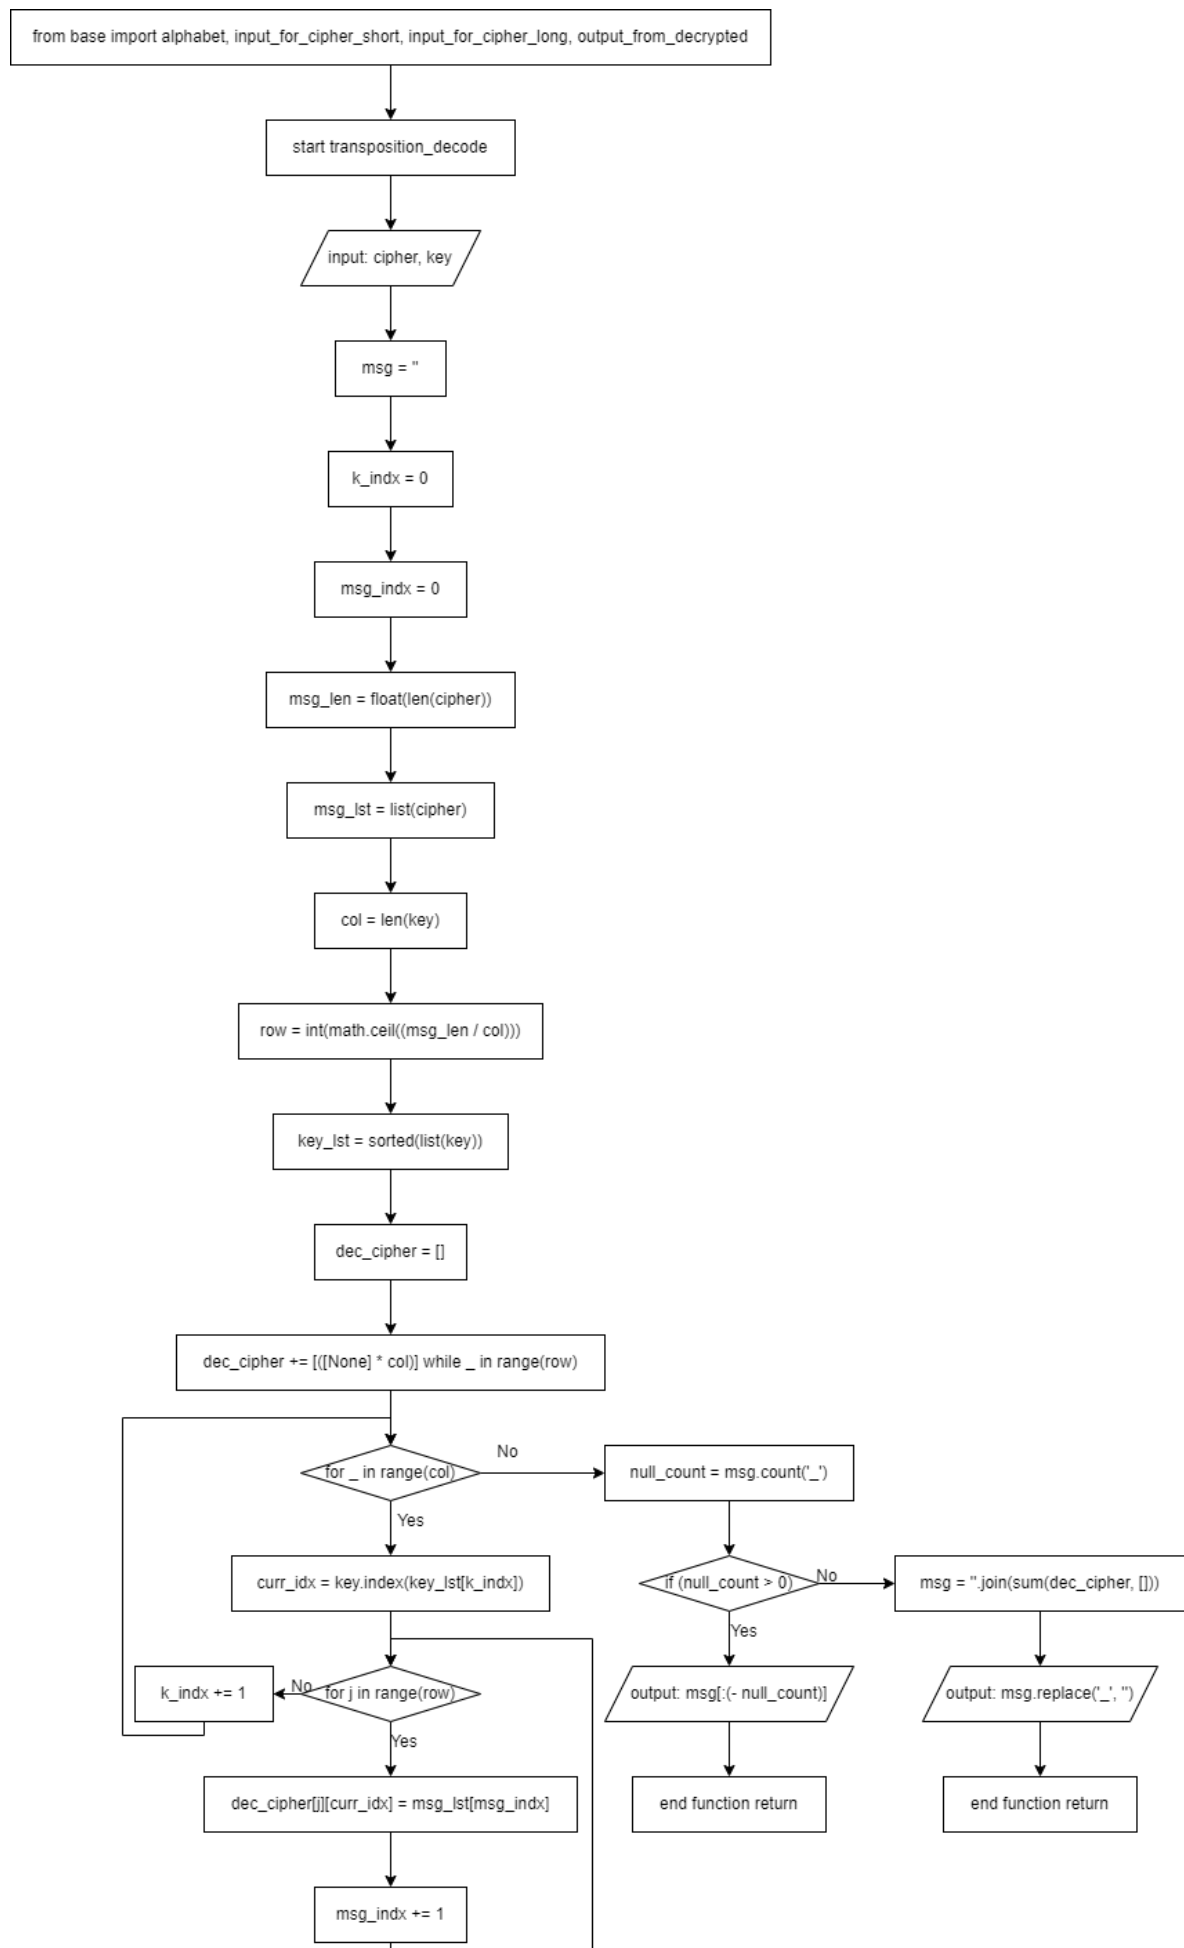 from base import alphabet, input_for_cipher_short, input_for_cipher_long, output_from_decrypted
start transposition_decode
input: cipher, key
msg = ''
k_indx = 0
msg_indx = 0
msg_len = float(len(cipher))
msg_lst = list(cipher)
col = len(key)
row = int(math.ceil((msg_len / col)))
key_lst = sorted(list(key))
dec_cipher = []
dec_cipher += [([None] * col)] while _ in range(row)
for _ in range(col)
No
null_count = msg.count('_')
Yes
curr_idx = key.index(key_lst[k_indx])
if (null_count > 0)
No
msg = ''.join(sum(dec_cipher, []))
Yes
k_indx += 1
No
for j in range(row)
output: msg[:(- null_count)]
output: msg.replace('_', '')
Yes
dec_cipher[j][curr_idx] = msg_lst[msg_indx]
end function return
end function return
msg_indx += 1